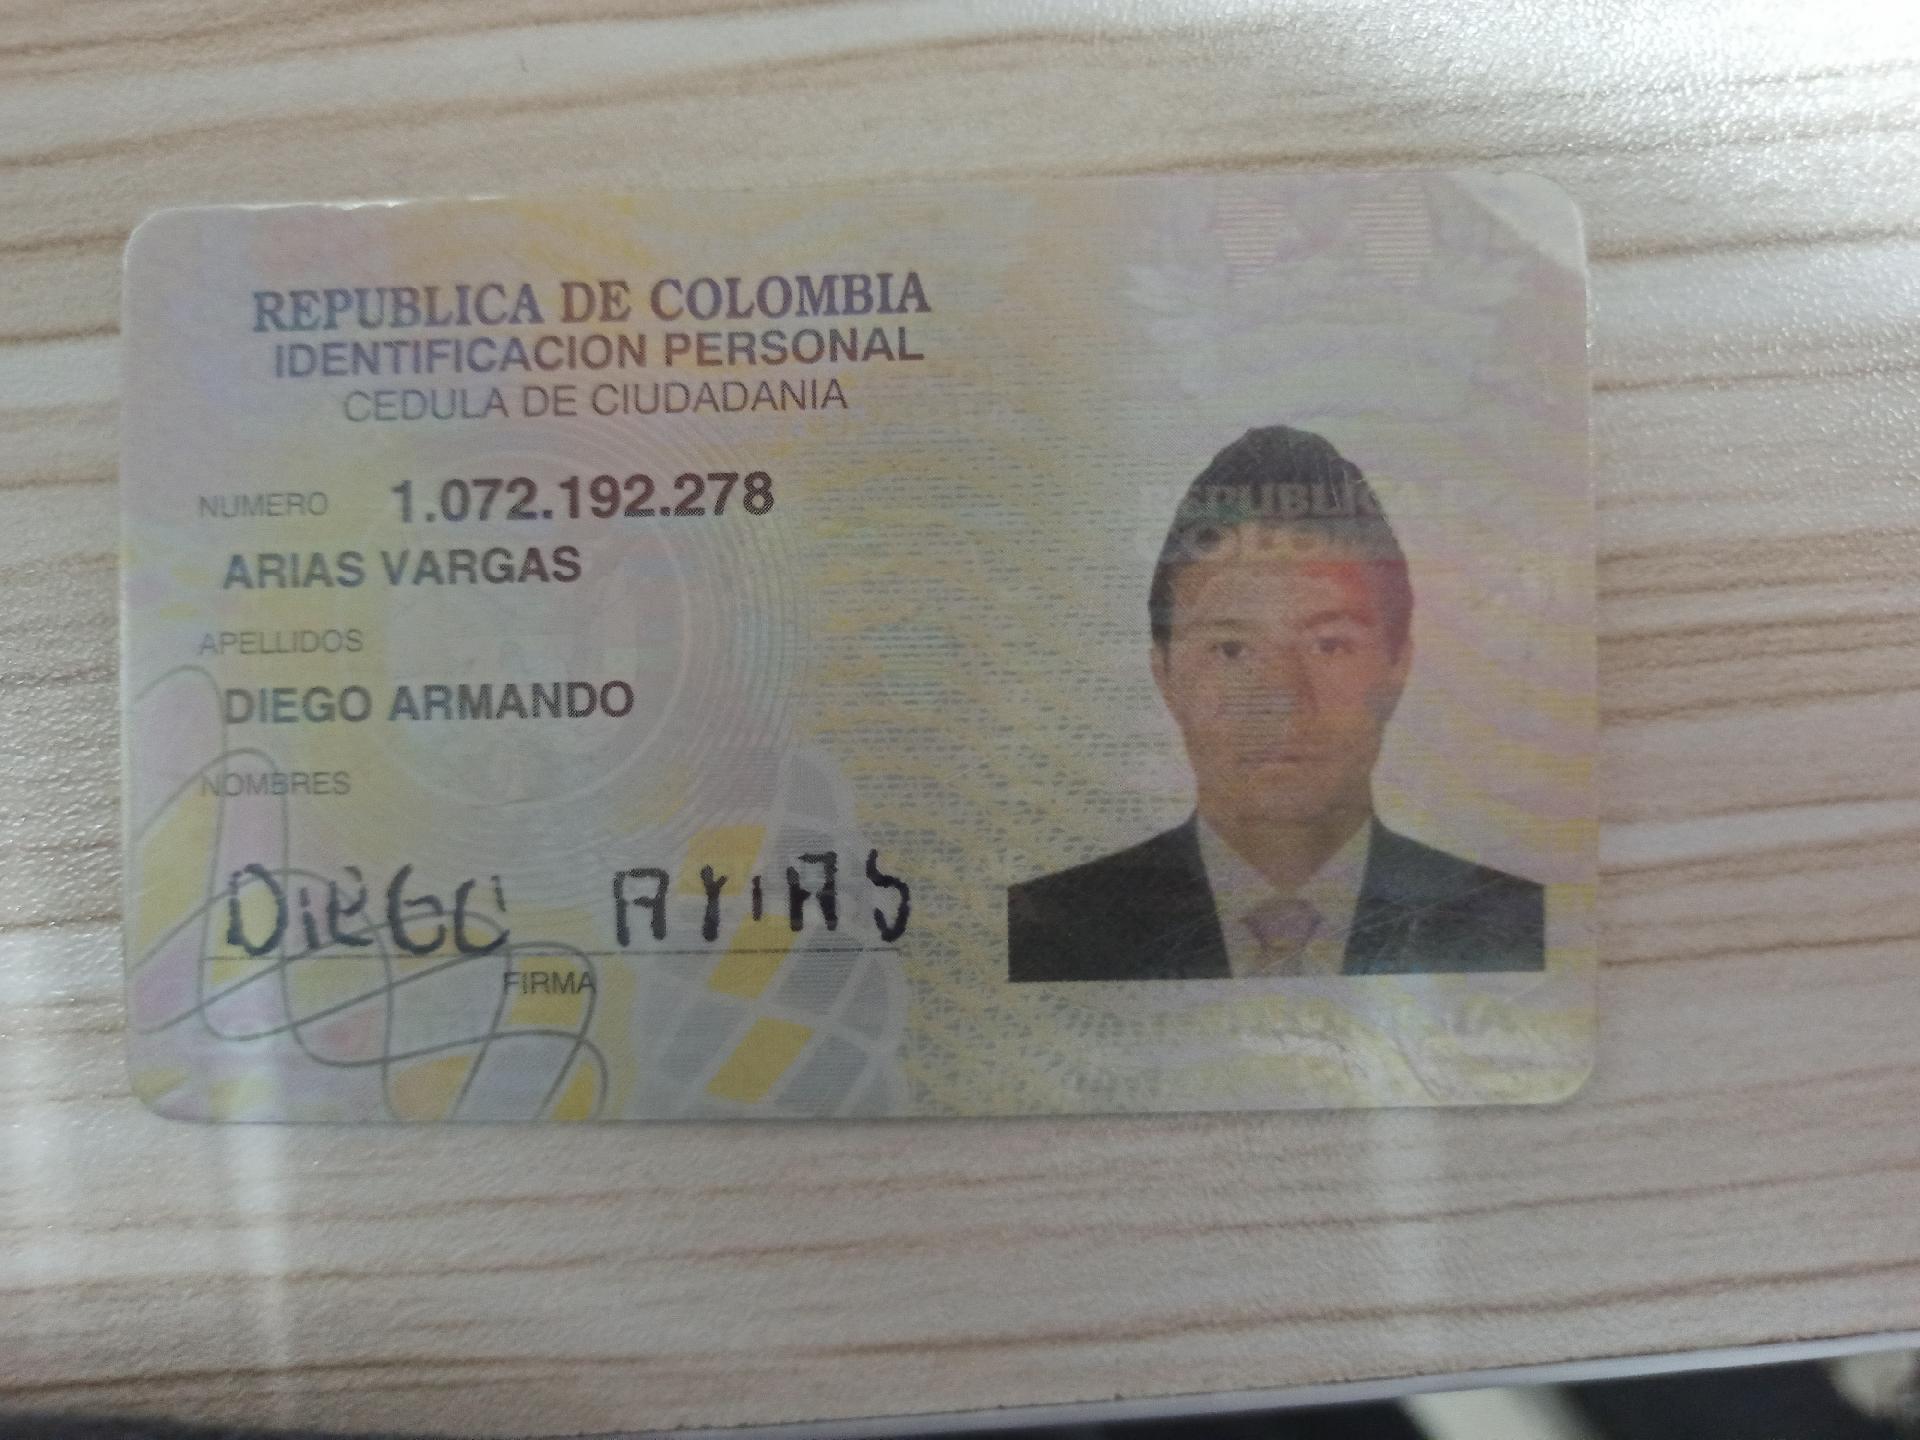 REPUBLICA DE COLOMBIA
IDENTIFICACION PERSONAL
CEDULA DE CIUDADANIA
NUMERO 1.072.192.278
ARIAS VARGAS
APELLIDOS
DIEGO ARMANDO
NOMBRES
DiEGO AriAS
FIRMA